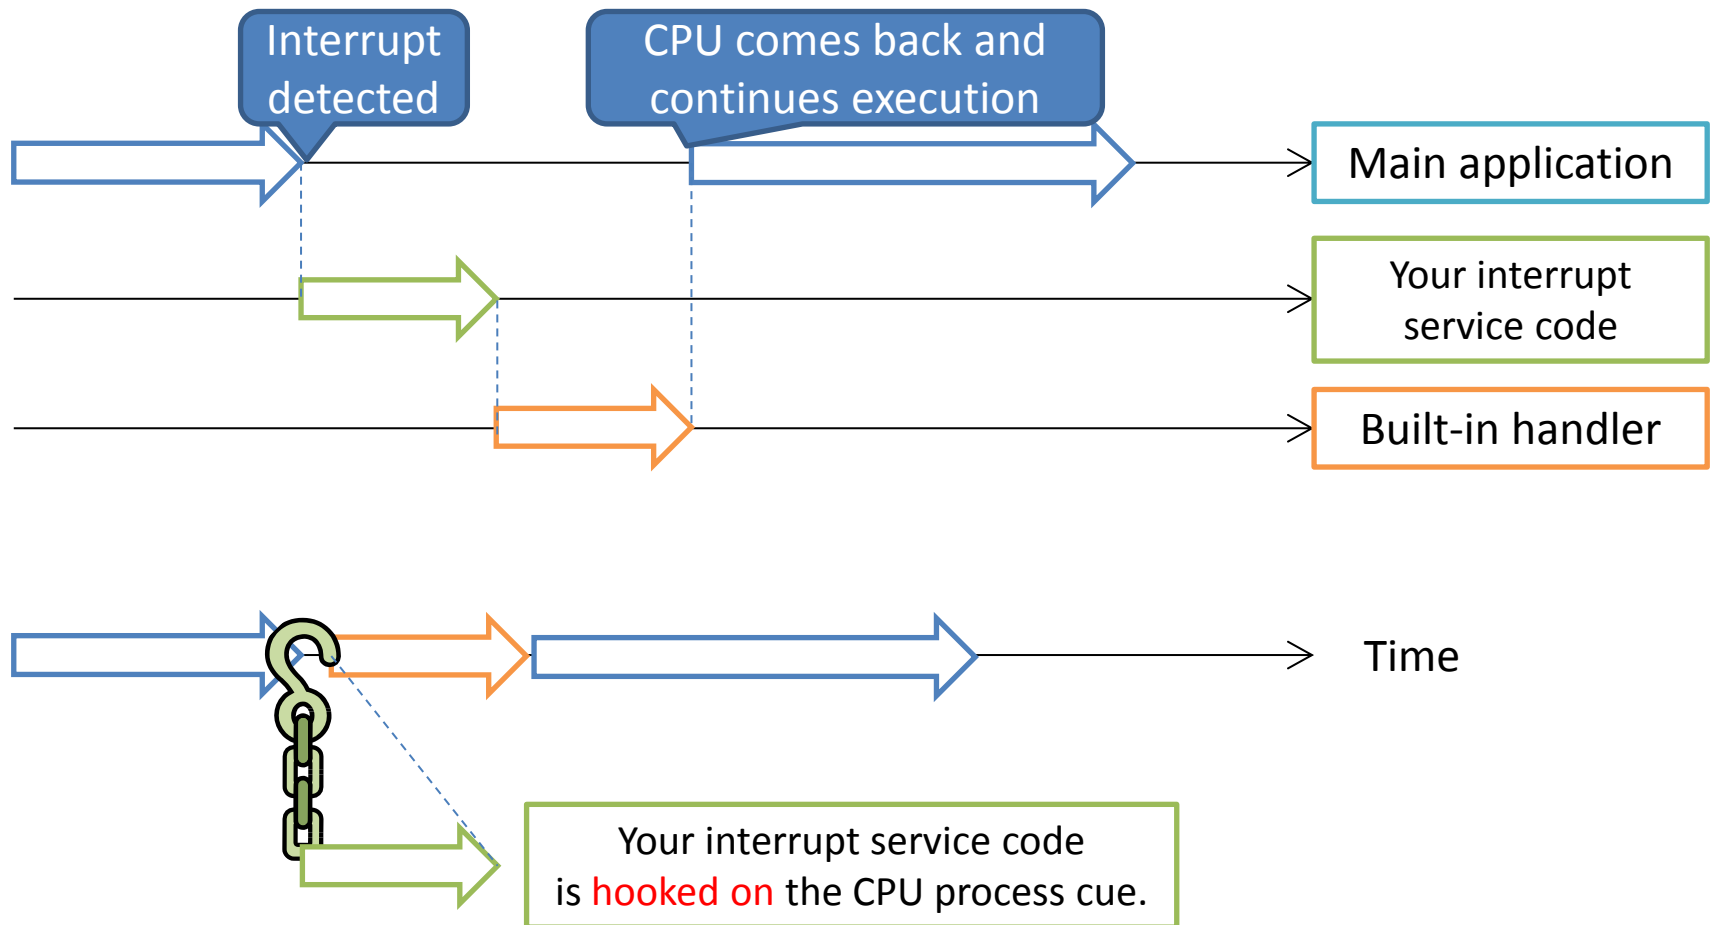 Interrupt
detected
CPU comes back and
continues execution
Main application
Your interrupt
service code
Built-in handler
Time
Your interrupt service code
is hooked on the CPU process cue.